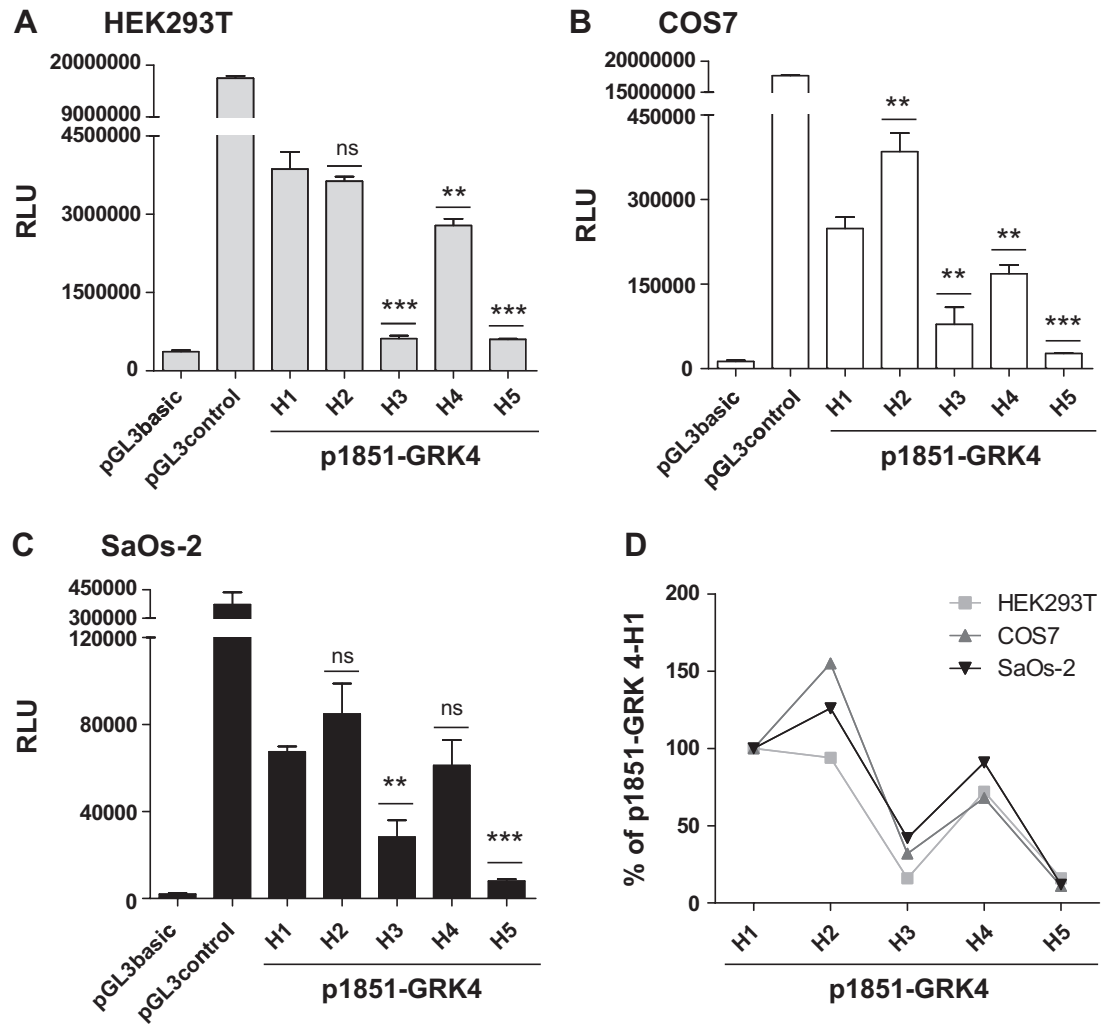 A HEK293T
20000000
9000000
4500000
3000000
1500000
0
RLU
ns
***
**
***
pGL3basic
pGL3control
H1
H2
H3
H4
H5
p1851-GRK4
B COS7
20000000
15000000
450000
300000
150000
0
RLU
**
**
**
***
pGL3basic
pGL3control
H1
H2
H3
H4
H5
p1851-GRK4
C SaOs-2
450000
300000
120000
80000
40000
0
RLU
ns
**
ns
***
pGL3basic
pGL3control
H1
H2
H3
H4
H5
p1851-GRK4
D
200
150
100
50
0
% of p1851-GRK 4-H1
HEK293T
COS7
SaOs-2
H1
H2
H3
H4
H5
p1851-GRK4